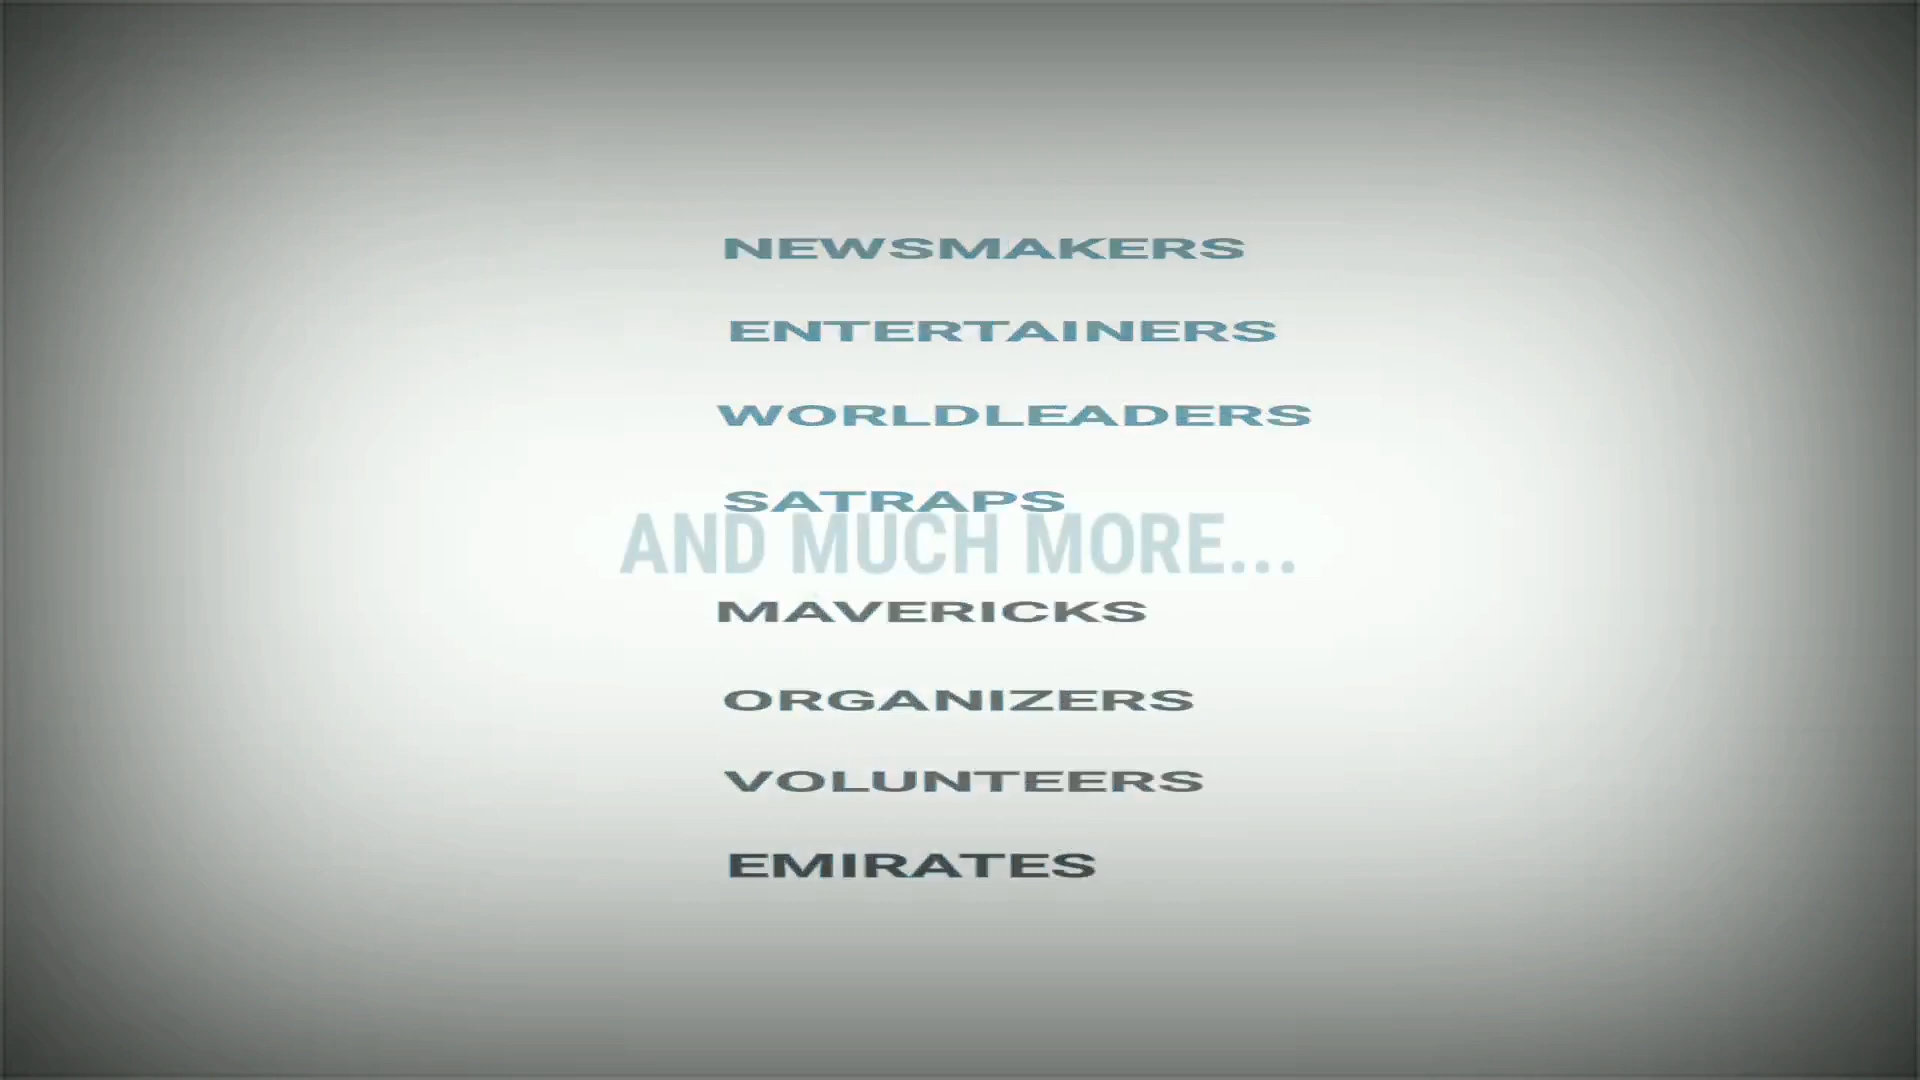 NEWSMAKERS
ENTERTAINERS
WORLDLEADERS
SATRAPS
AND MUCH MORE...
MAVERICKS
ORGANIZERS
VOLUNTEERS
EMIRATES